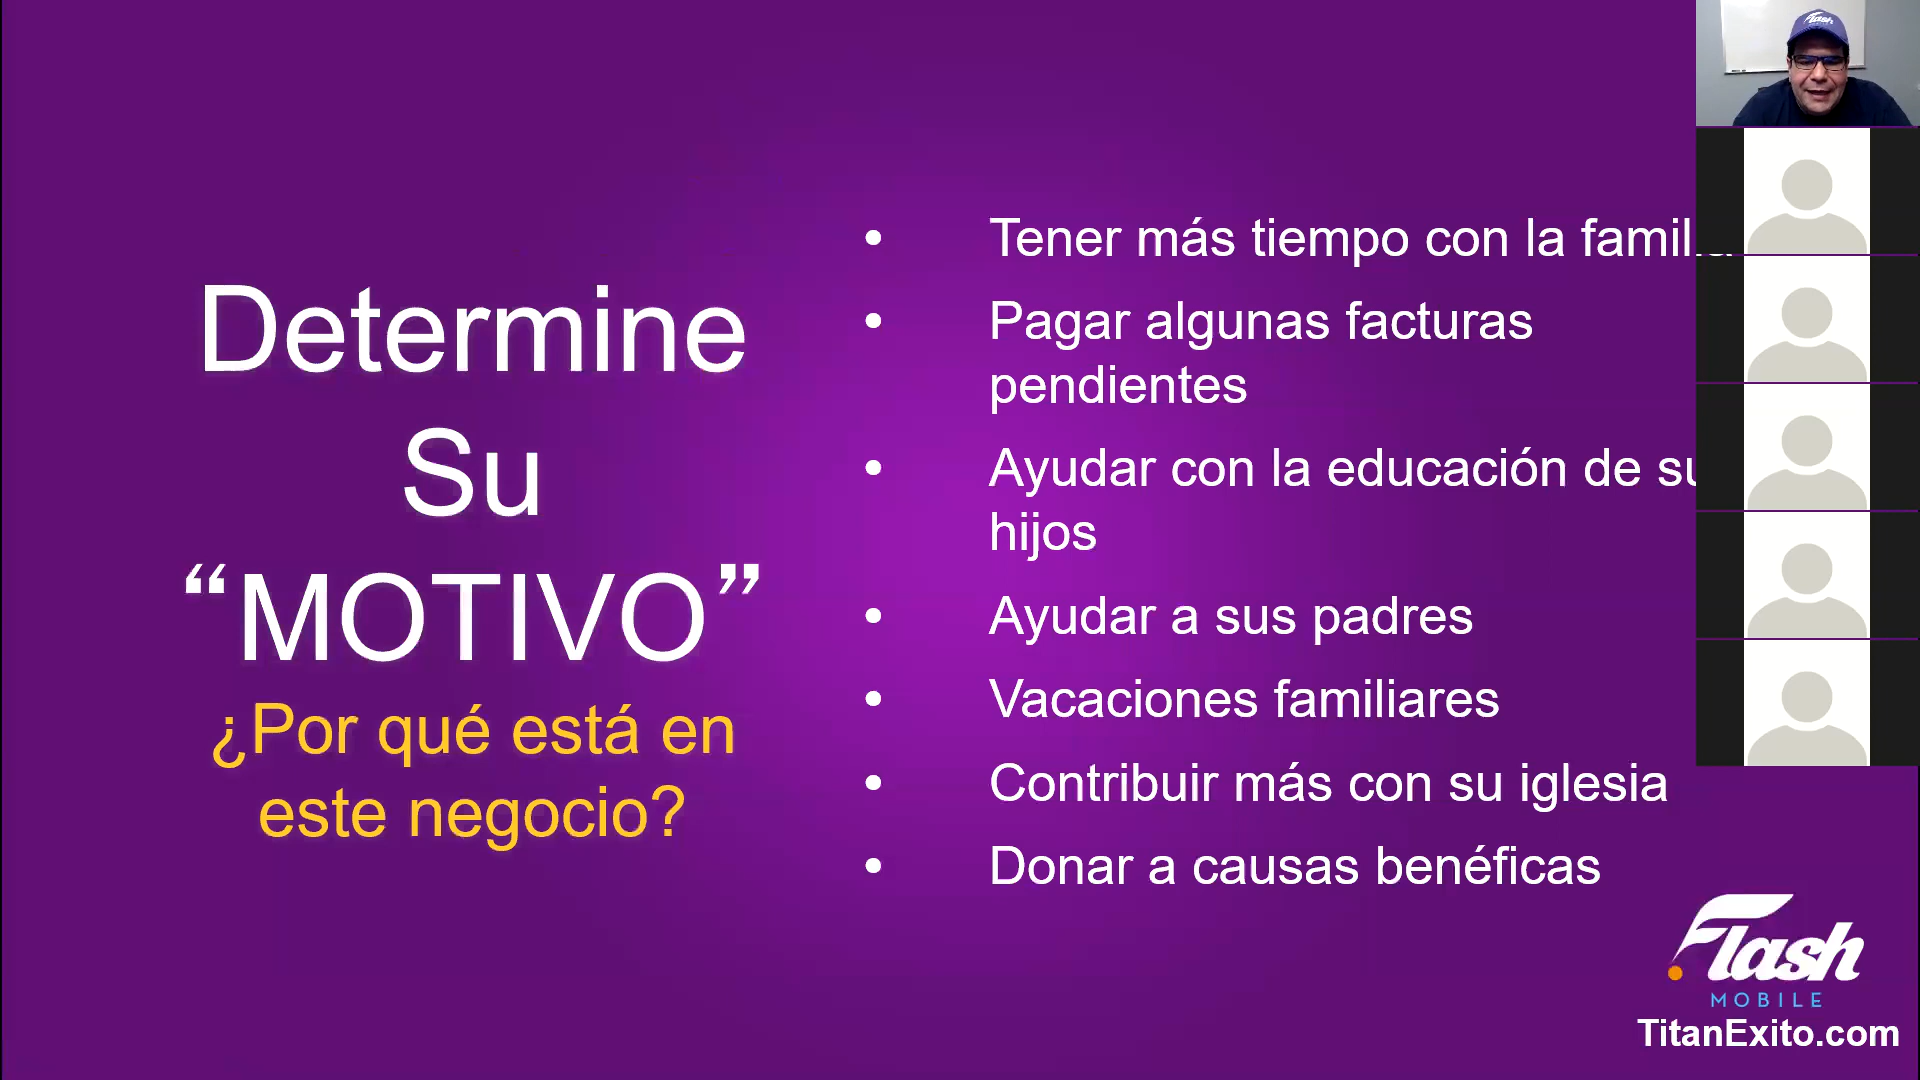 Determine
Su
“MOTIVO”
¿Por qué está en
este negocio?
• Tener más tiempo con la
• Pagar algunas facturas
pendientes
• Ayudar con la educación de
hijos
• Ayudar a sus padres
• Vacaciones familiares
• Contribuir más con su iglesia
• Donar a causas benéficas
Flash
MOBILE
TitanExito.com
Flash